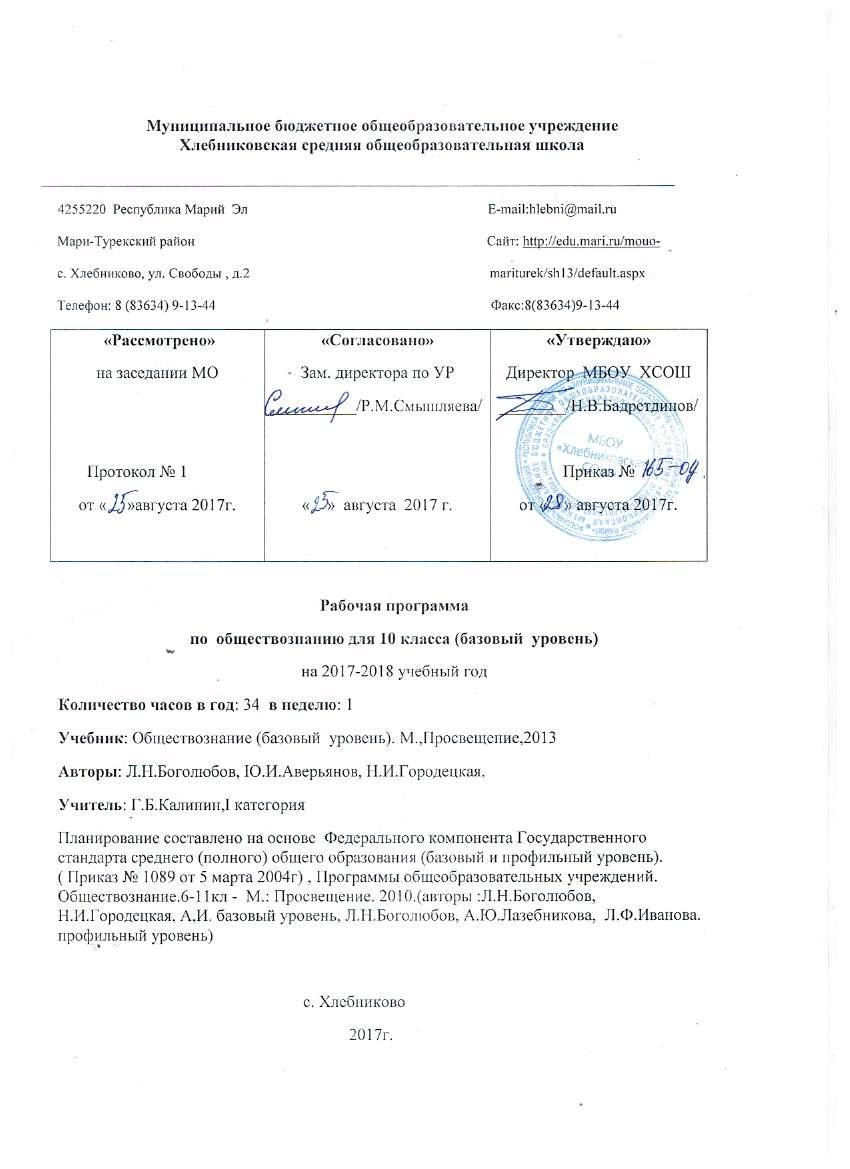 Муниципальное бюджетное общеобразовательное учреждение
Хлебниковская средняя общеобразовательная школа
4255220 Республика Марий Эл E-mail:hlebni@mail.ru
Мари-Турекский район Сайт: http://edu.mari.ru/mouo-
с. Хлебниково, ул. Свободы , д.2 mariturek/sh13/default.aspx
Телефон: 8 (83634) 9-13-44 Факс:8(83634)9-13-44
«Рассмотрено» «Согласовано» «Утверждаю»
на заседании МО Зам. директора по УР Директор МБОУ ХСОШ
/Р.М.Смышляева/ /Н.В.Бадретдинов/
МБОУ
«Хлебниковская
Протокол № 1 Приказ № 165-од
от «25»августа 2017г. «25» августа 2017 г. от «28» августа 2017г.
Рабочая программа
по обществознанию для 10 класса (базовый уровень)
на 2017-2018 учебный год
Количество часов в год: 34 в неделю: 1
Учебник: Обществознание (базовый уровень). М.,Просвещение,2013
Авторы: Л.Н.Боголюбов, Ю.И.Аверьянов, Н.И.Городецкая.
Учитель: Г.Б.Калинин,I категория
Планирование составлено на основе Федерального компонента Государственного
стандарта среднего (полного) общего образования (базовый и профильный уровень).
( Приказ № 1089 от 5 марта 2004г) , Программы общеобразовательных учреждений.
Обществознание.6-11кл - М.: Просвещение. 2010.(авторы :Л.Н.Боголюбов,
Н.И.Городецкая, А,И. базовый уровень, Л.Н.Боголюбов, А.Ю.Лазебникова, Л.Ф.Иванова.
профильный уровень)
с. Хлебниково
2017г.